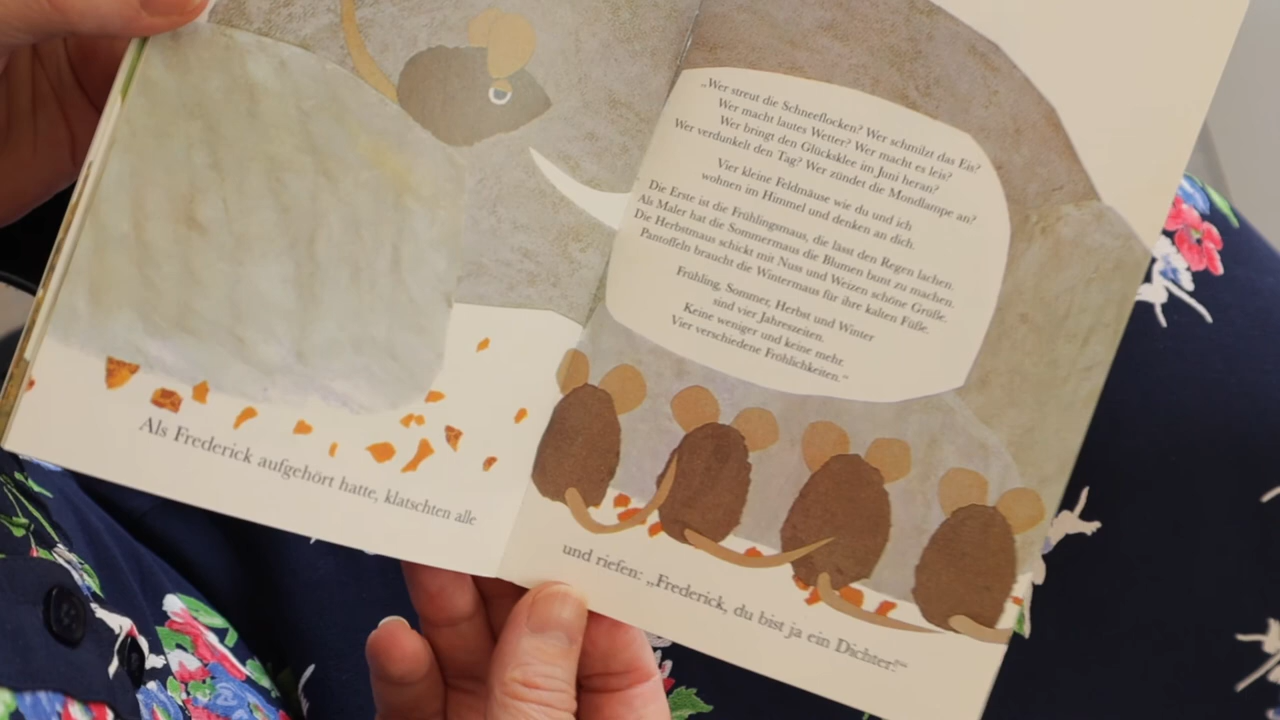 „Wer streut die Schneeflocken? Wer schmilzt das Eis?
Wer macht lautes Wetter? Wer macht es leis?
Wer bringt den Glücksklee im Juni heran?
Wer verdunkelt den Tag? Wer zündet die Mondlampe an?
Vier kleine Feldmäuse wie du und ich
wohnen im Himmel und denken an dich.
Die Erste ist die Frühlingsmaus, die lässt den Regen lachen.
Als Maler hat die Sommermaus die Blumen bunt zu machen.
Die Herbstmaus schickt mit Nuss und Weizen schöne Grüße.
Pantoffeln braucht die Wintermaus für ihre kalten Füße.
Frühling, Sommer, Herbst und Winter
sind vier Jahreszeiten.
Keine weniger und keine mehr.
Vier verschiedene Fröhlichkeiten.“
Als Frederick aufgehört hatte, klatschten alle
und riefen: „Frederick, du bist ja ein Dichter!“